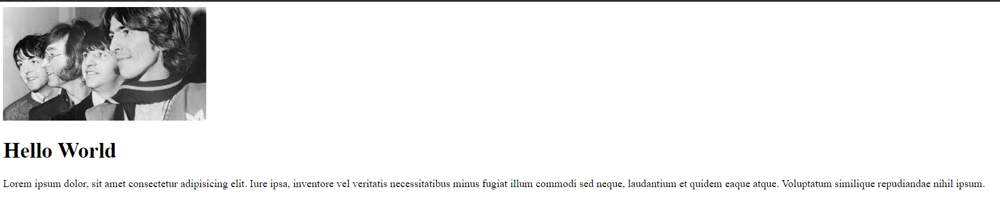 Hello World
Lorem ipsum dolor, sit amet consectetur adipisicing elit. Iure ipsa, inventore vel veritatis necessitatibus minus fugiat illum commodi sed neque, laudantium et quidem eaque atque. Voluptatum similique repudiandae nihil ipsum.